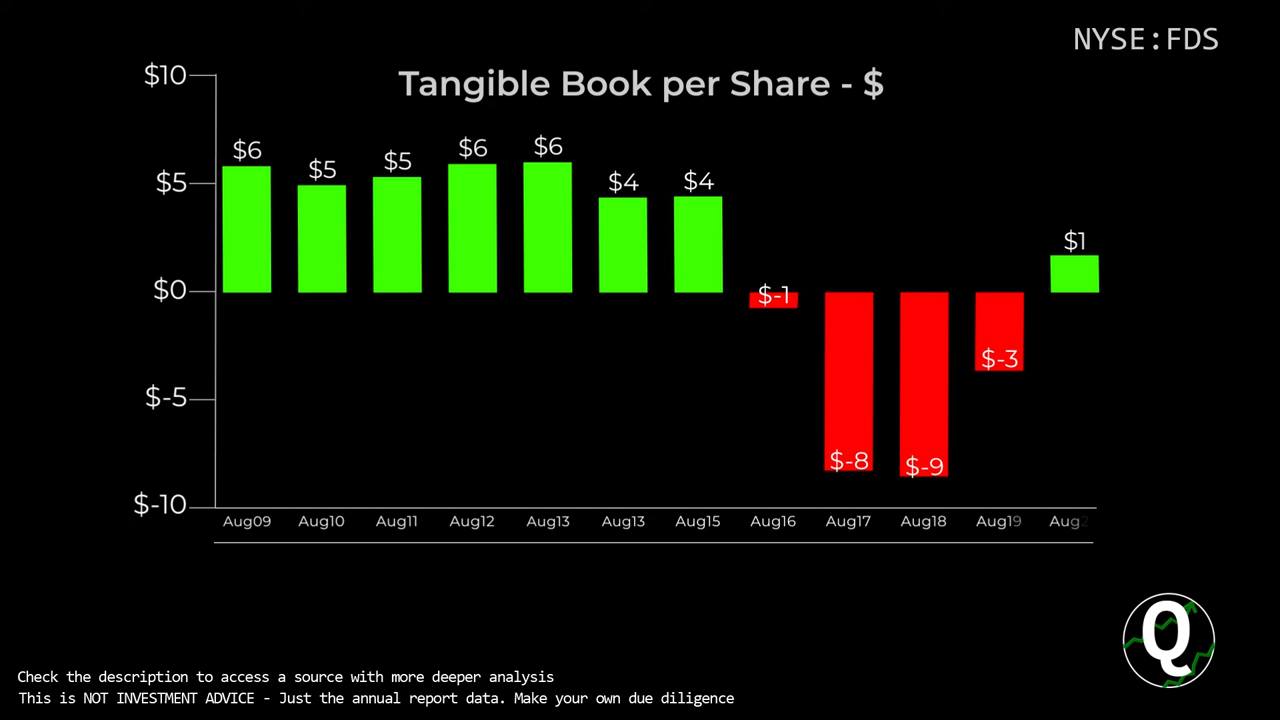 NYSE:FDS
Tangible Book per Share - $
$10
$5
$0
$-5
$-10
$6
$5
$5
$6
$6
$4
$4
$-1
$-8
$-9
$-3
$1
Aug09 Aug10 Aug11 Aug12 Aug13 Aug13 Aug15 Aug16 Aug17 Aug18 Aug19 Aug2
Q
Check the description to access a source with more deeper analysis
This is NOT INVESTMENT ADVICE - Just the annual report data. Make your own due diligence